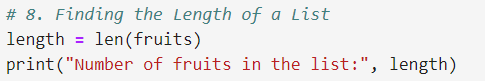 # 8. Finding the Length of a List
length = len(fruits)
print("Number of fruits in the list:", length)